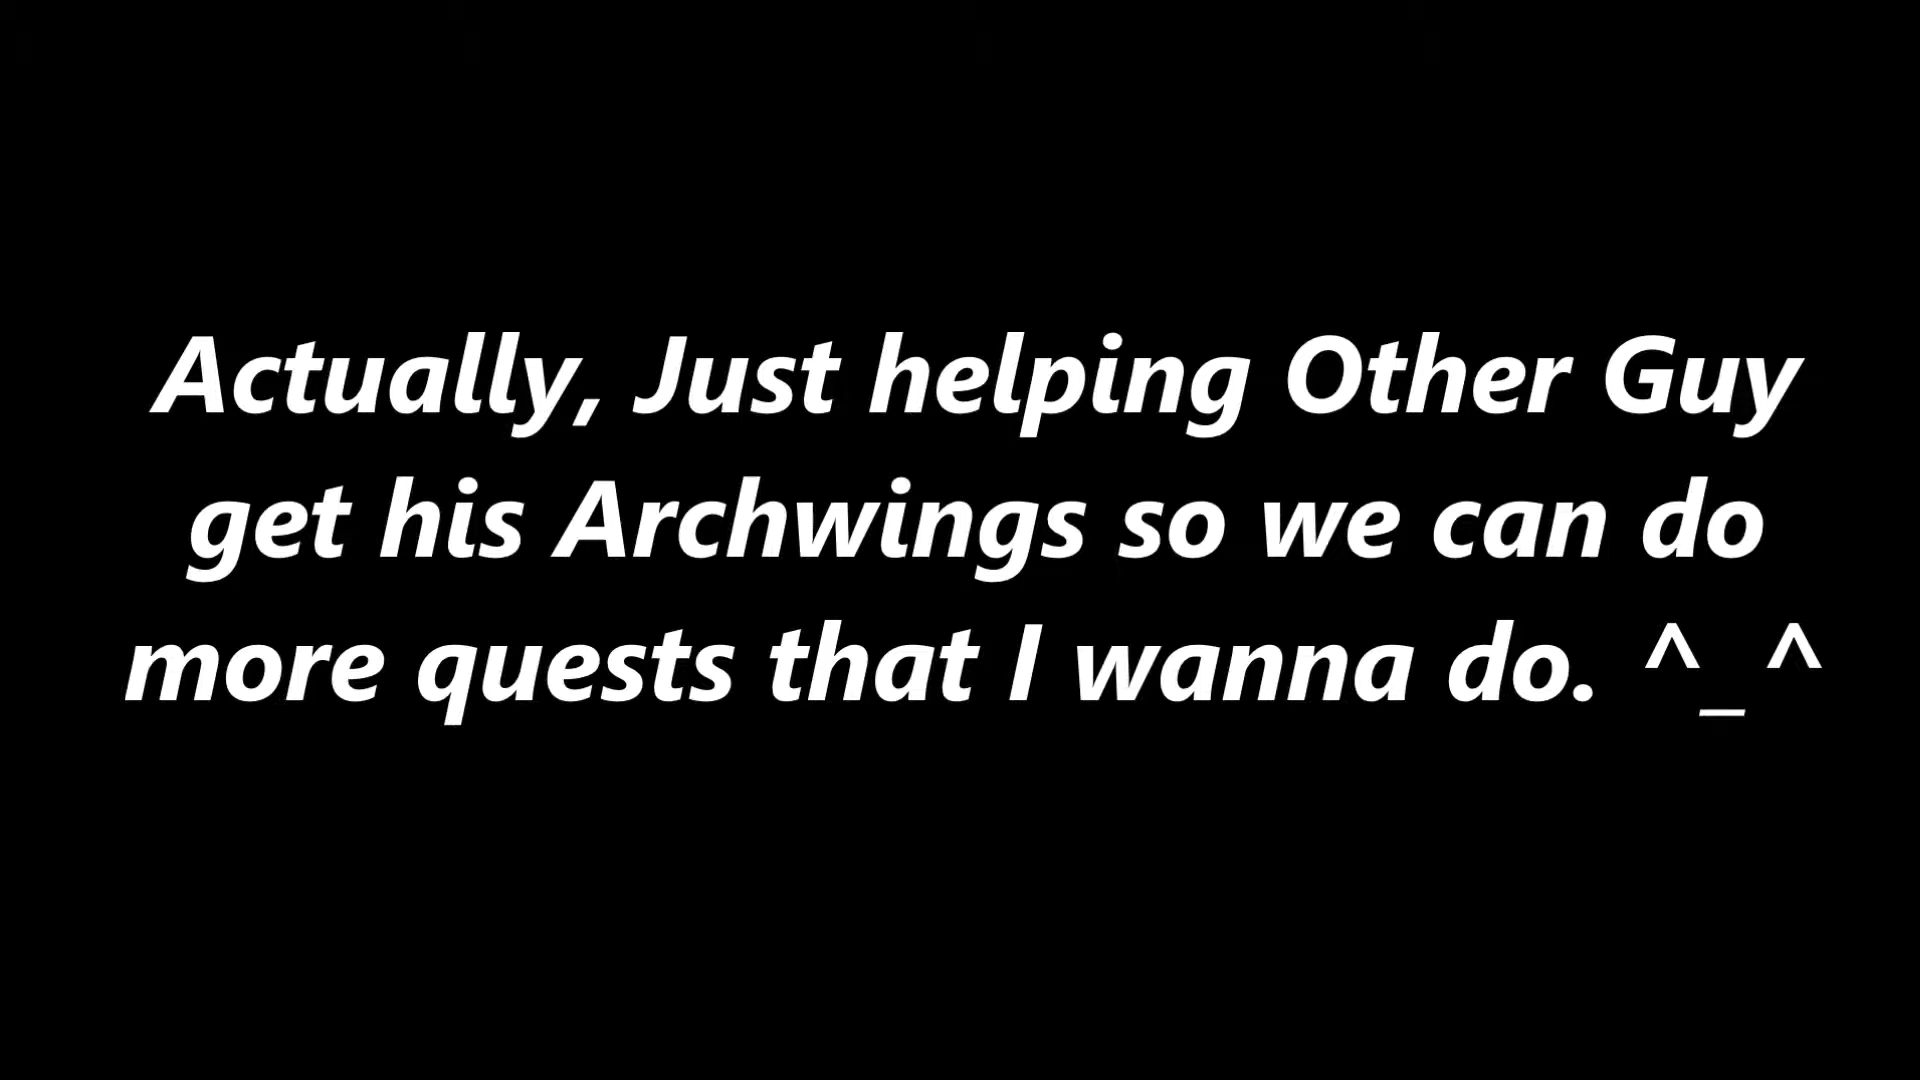 Actually, Just helping Other Guy
get his Archwings so we can do
more quests that I wanna do. ^_^